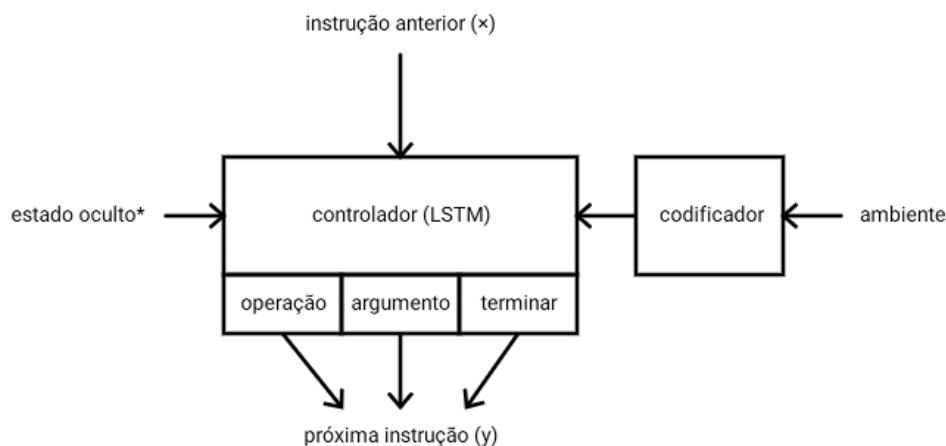 instrução anterior (×)
estado oculto*
controlador (LSTM)
codificador
ambiente
operação
argumento
terminar
próxima instrução (y)